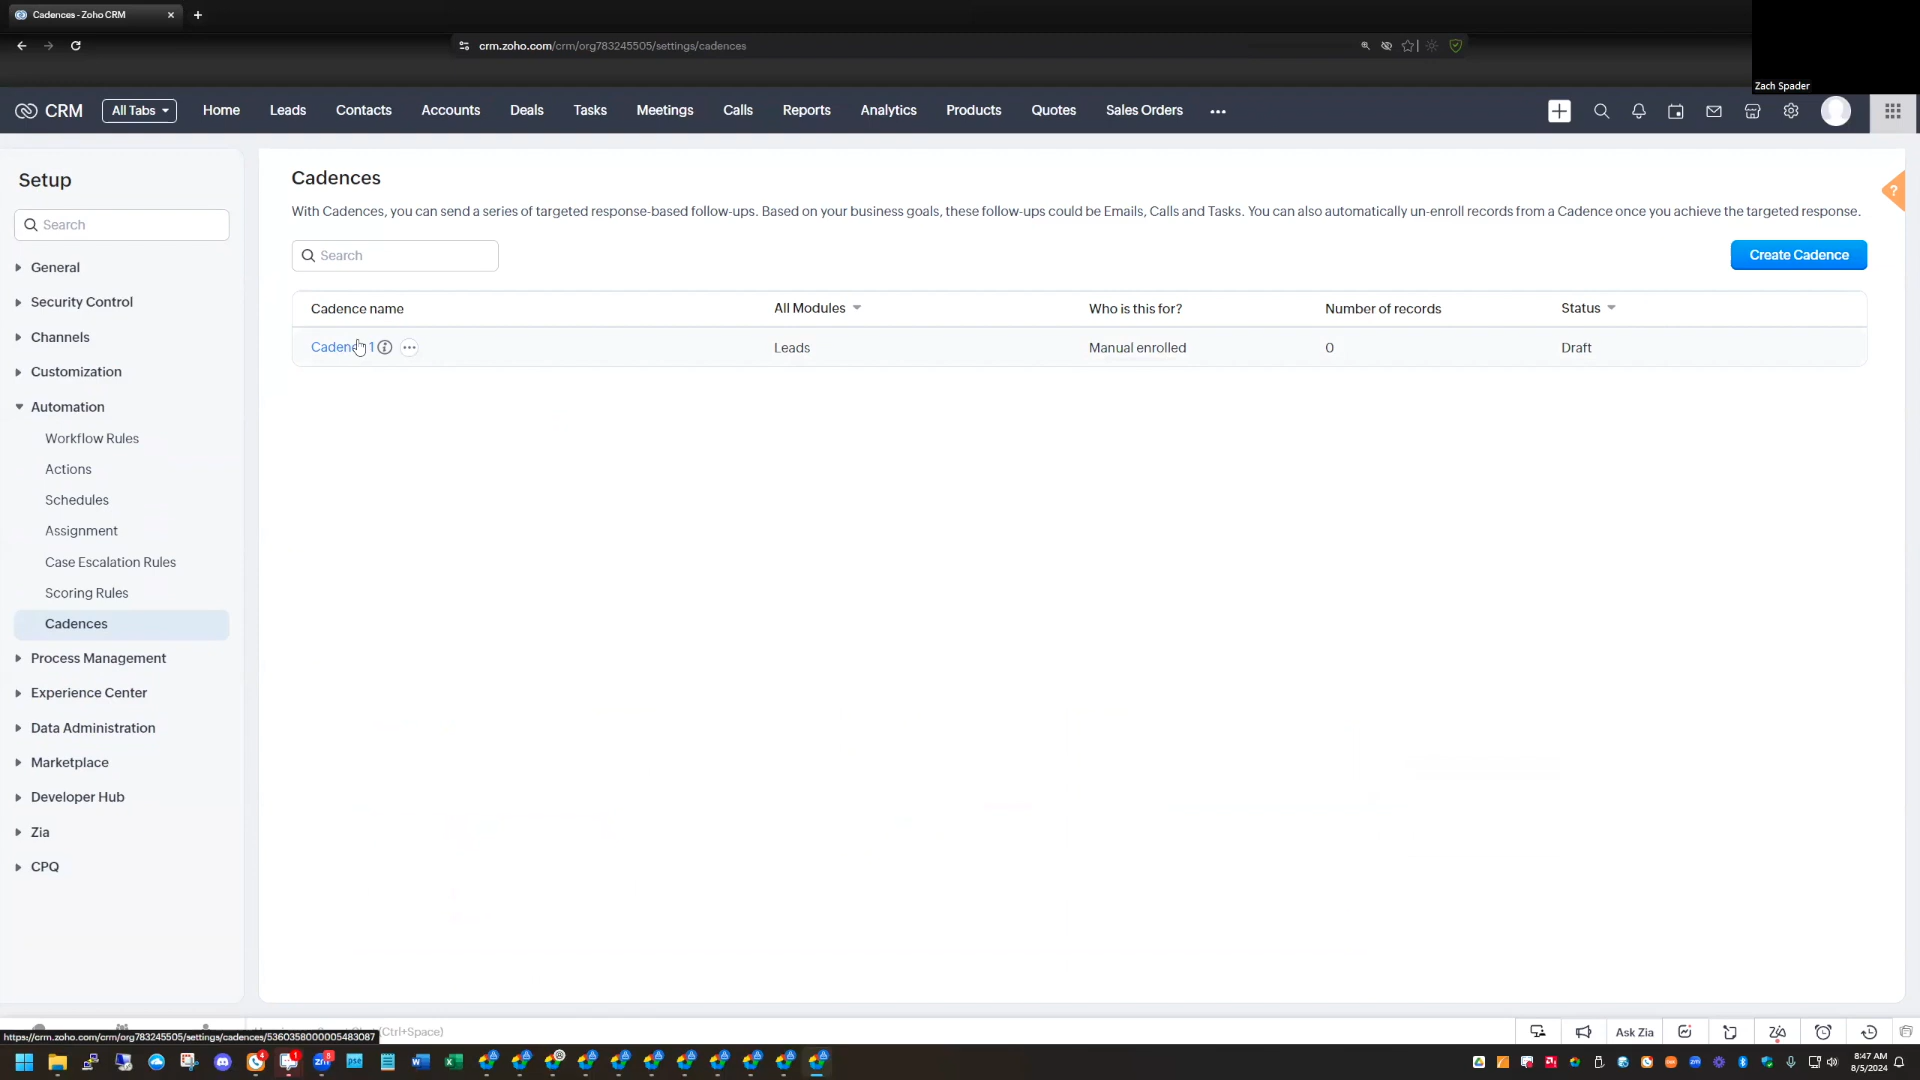 Cadences - Zoho CRM
crm.zoho.com/crm/org783245505/settings/cadences
Zach Spader
CRM
All Tabs
Home
Leads
Contacts
Accounts
Deals
Tasks
Meetings
Calls
Reports
Analytics
Products
Quotes
Sales Orders
Setup
Search
General
Security Control
Channels
Customization
Automation
Workflow Rules
Actions
Schedules
Assignment
Case Escalation Rules
Scoring Rules
Cadences
Process Management
Experience Center
Data Administration
Marketplace
Developer Hub
Zia
CPQ
Cadences
?
With Cadences, you can send a series of targeted response-based follow-ups. Based on your business goals, these follow-ups could be Emails, Calls and Tasks. You can also automatically un-enroll records from a Cadence once you achieve the targeted response.
Search
Create Cadence
Cadence name
All Modules
Who is this for?
Number of records
Status
Leads
Manual enrolled
0
Draft
(Ctrl+Space)
https://crm.zoho.com/crm/org783245505/settings/cadences/5360358000005483087
Ask Zia
8:47 AM
8/5/2024